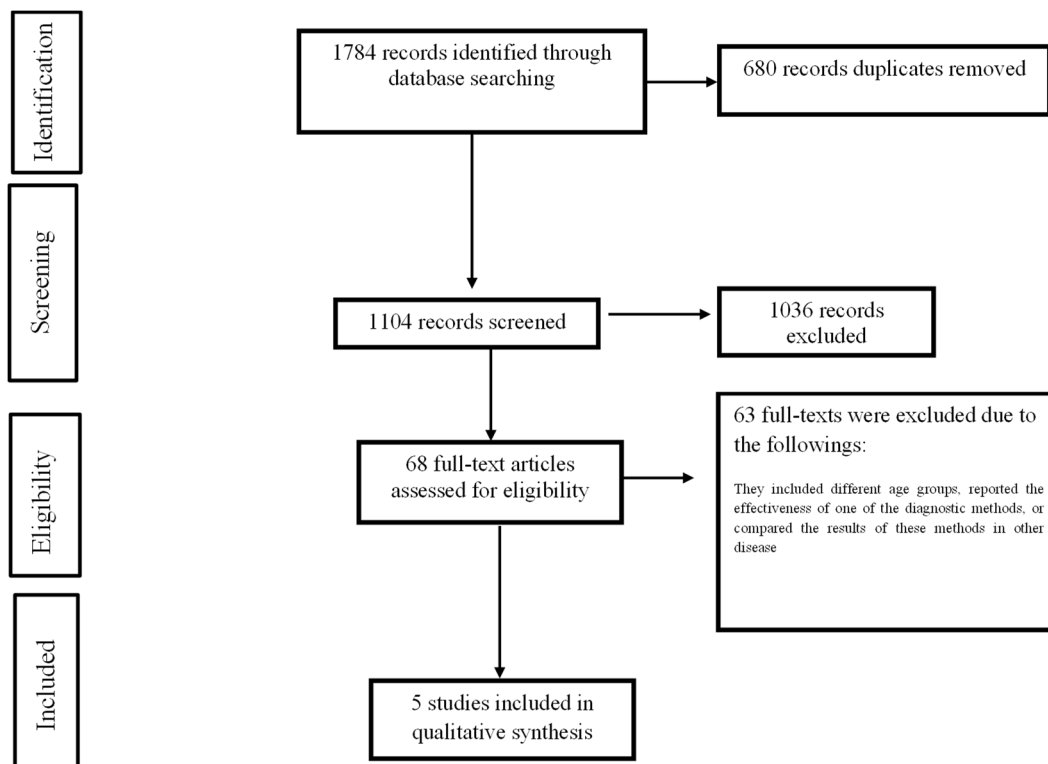 Identification
1784 records identified through
database searching
680 records duplicates removed
Screening
1104 records screened
1036 records
excluded
Eligibility
68 full-text articles
assessed for eligibility
63 full-texts were excluded due to
the followings:
They included different age groups, reported the
effectiveness of one of the diagnostic methods, or
compared the results of these methods in other
disease
Included
5 studies included in
qualitative synthesis